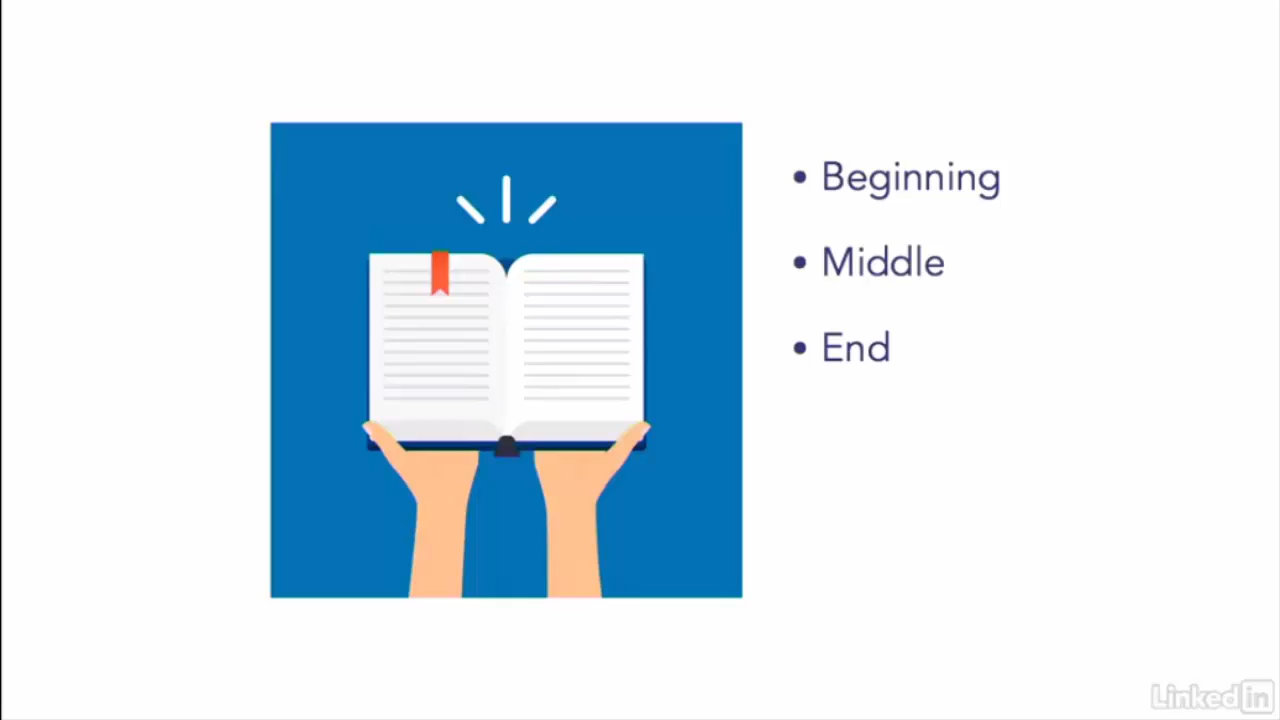 • Beginning
• Middle
• End
LinkedIn